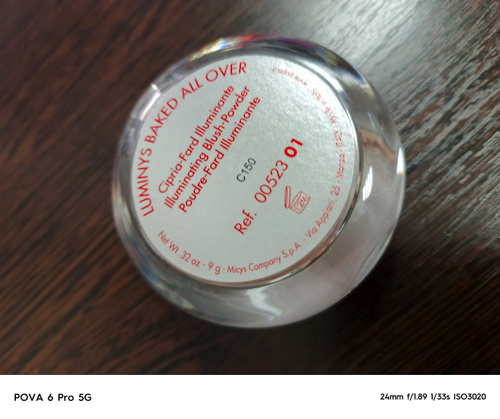 LUMINYS BAKED ALL OVER
Cipria-Fard Illuminante
Illuminating Blush-Powder
Poudre-Fard Illuminante
C150
Ref. 00523 01
Net Wt .32 oz - 9 g - Micys Company S.p.A. - Via Appiani, 25
POVA 6 Pro 5G
24mm f/1.89 1/33s ISO3020